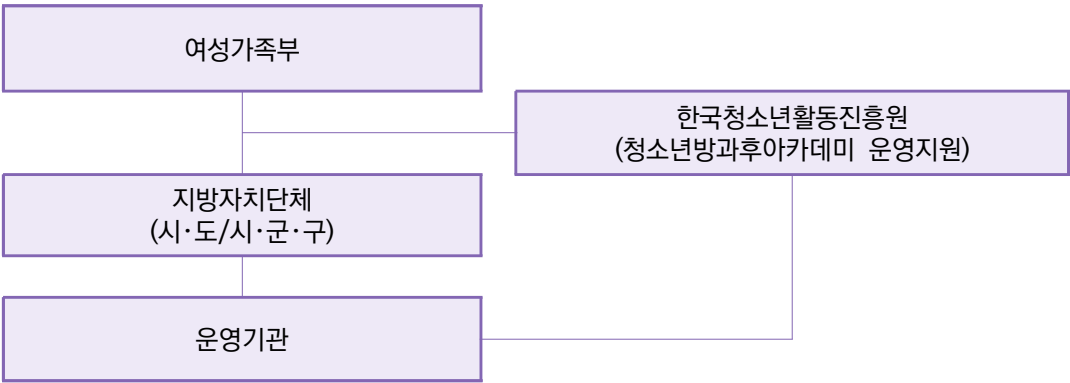 여성가족부
한국청소년활동진흥원
(청소년방과후아카데미 운영지원)
지방자치단체
(시·도/시·군·구)
운영기관